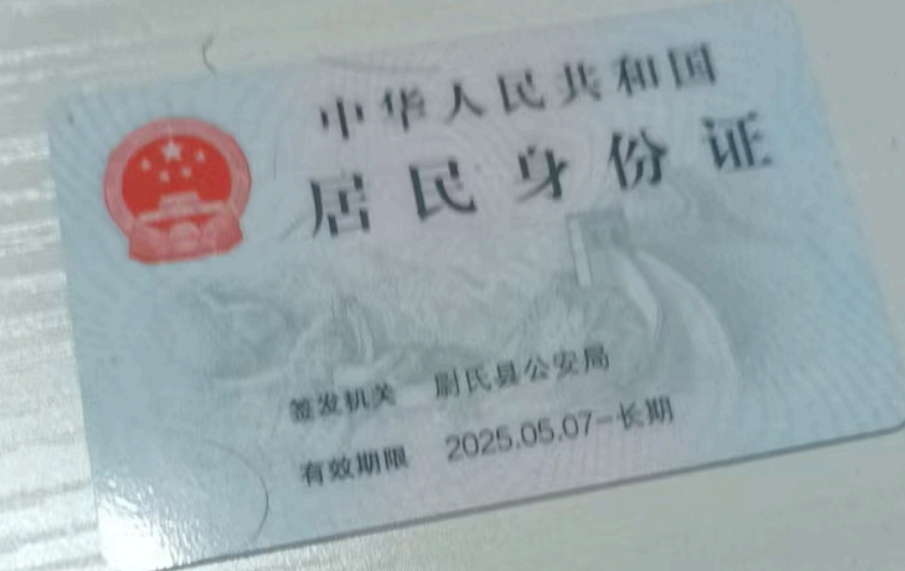 中华人民共和国
居民身份证
签发机关 尉氏县公安局
有效期限 2025.05.07-长期